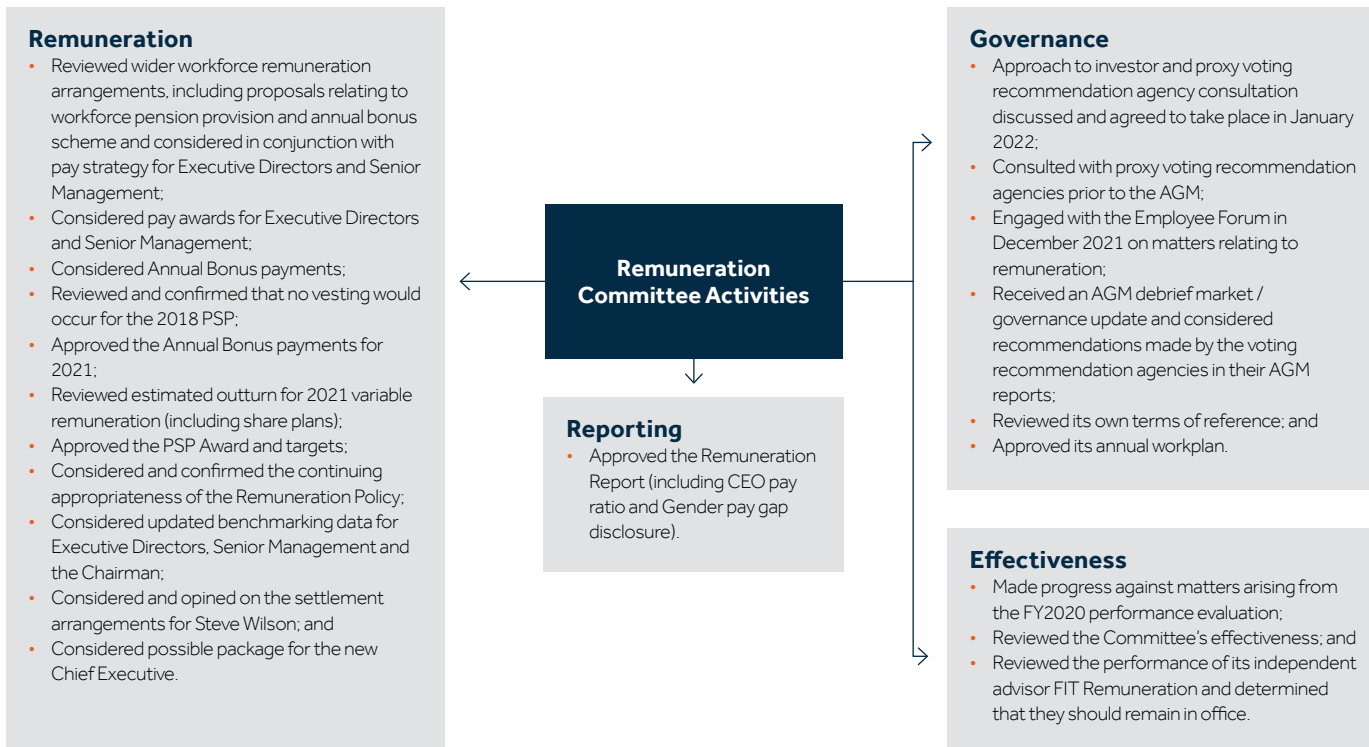 Remuneration
• Reviewed wider workforce remuneration
arrangements, including proposals relating to
workforce pension provision and annual bonus
scheme and considered in conjunction with
pay strategy for Executive Directors and Senior
Management;
• Considered pay awards for Executive Directors
and Senior Management;
• Considered Annual Bonus payments;
• Reviewed and confirmed that no vesting would
occur for the 2018 PSP;
• Approved the Annual Bonus payments for
2021;
• Reviewed estimated outturn for 2021 variable
remuneration (including share plans);
• Approved the PSP Award and targets;
• Considered and confirmed the continuing
appropriateness of the Remuneration Policy;
• Considered updated benchmarking data for
Executive Directors, Senior Management and
the Chairman;
• Considered and opined on the settlement
arrangements for Steve Wilson; and
• Considered possible package for the new
Chief Executive.
Remuneration
Committee Activities
Reporting
• Approved the Remuneration
Report (including CEO pay
ratio and Gender pay gap
disclosure).
Governance
• Approach to investor and proxy voting
recommendation agency consultation
discussed and agreed to take place in January
2022;
• Consulted with proxy voting recommendation
agencies prior to the AGM;
• Engaged with the Employee Forum in
December 2021 on matters relating to
remuneration;
• Received an AGM debrief market /
governance update and considered
recommendations made by the voting
recommendation agencies in their AGM
reports;
• Reviewed its own terms of reference; and
• Approved its annual workplan.
Effectiveness
• Made progress against matters arising from
the FY2020 performance evaluation;
• Reviewed the Committee's effectiveness; and
• Reviewed the performance of its independent
advisor FIT Remuneration and determined
that they should remain in office.